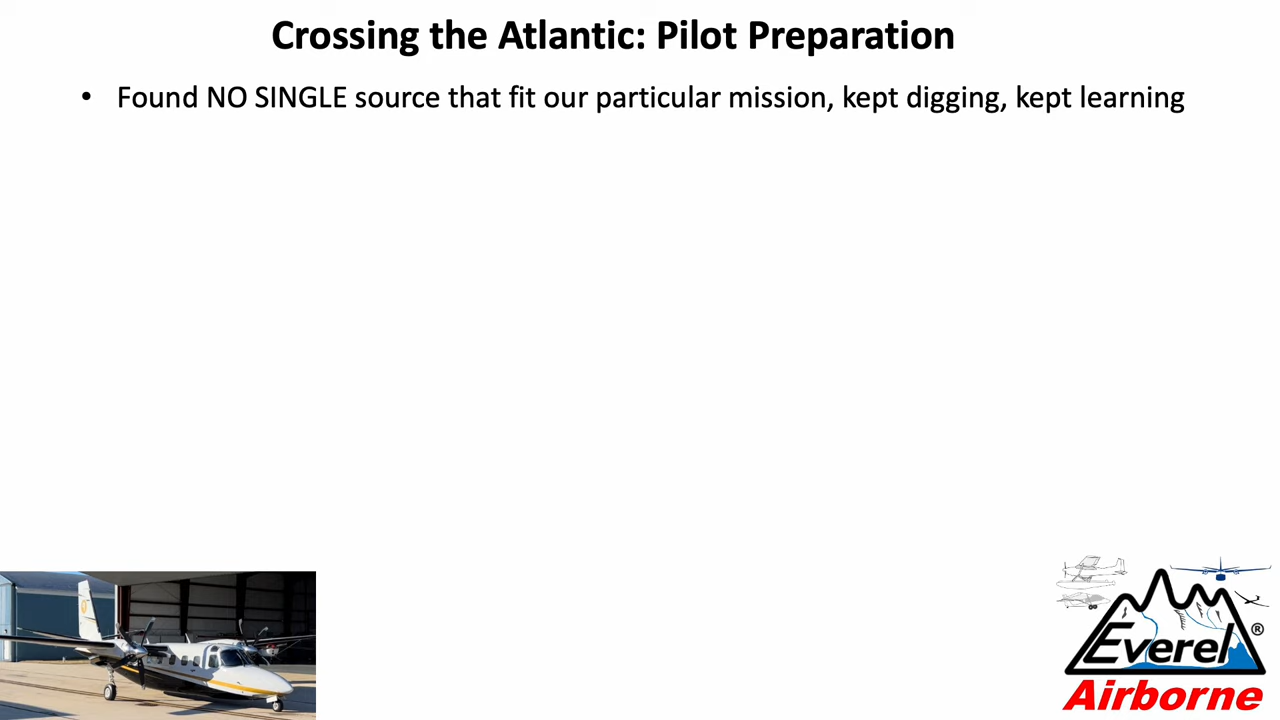 Crossing the Atlantic: Pilot Preparation
• Found NO SINGLE source that fit our particular mission, kept digging, kept learning
Everel®
Airborne